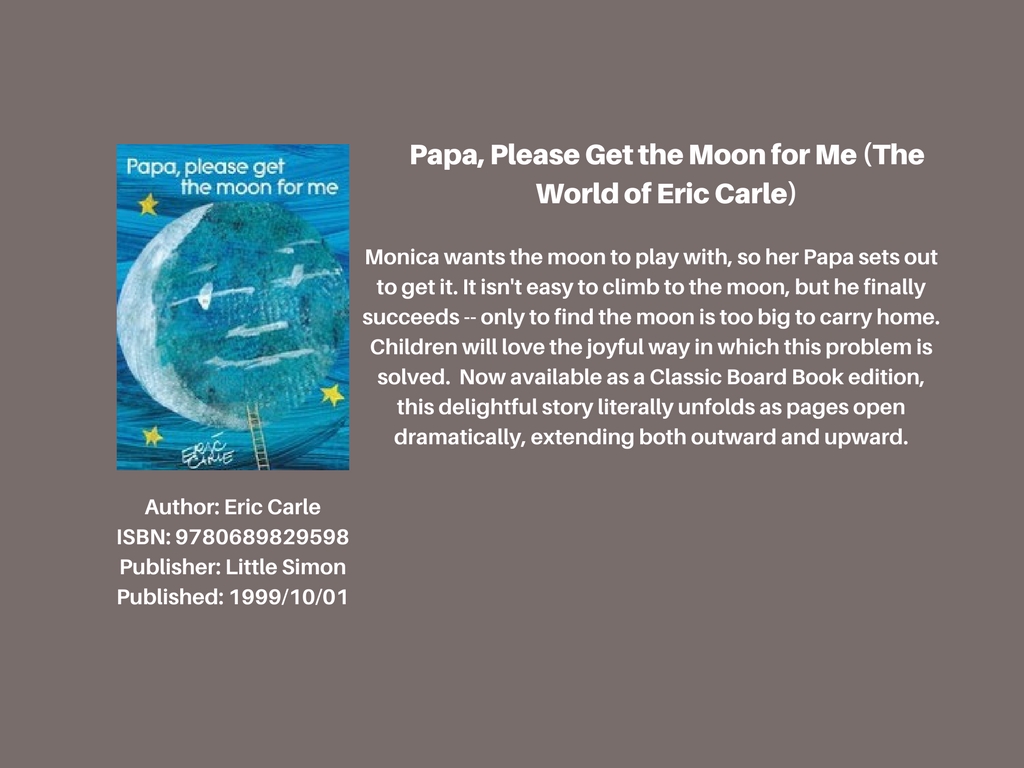 Papa, please get
the moon for me
ERIC
CARLE
Papa, Please Get the Moon for Me (The
World of Eric Carle)
Monica wants the moon to play with, so her Papa sets out
to get it. It isn't easy to climb to the moon, but he finally
succeeds -- only to find the moon is too big to carry home.
Children will love the joyful way in which this problem is
solved.  Now available as a Classic Board Book edition,
this delightful story literally unfolds as pages open
dramatically, extending both outward and upward.
Author: Eric Carle
ISBN: 9780689829598
Publisher: Little Simon
Published: 1999/10/01